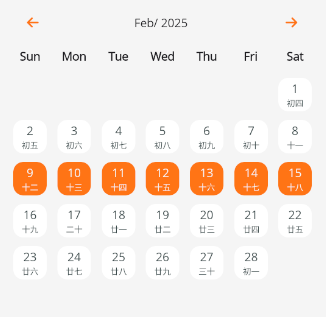 Feb/ 2025
Sun Mon Tue Wed Thu Fri Sat
1
初四
2 3 4 5 6 7 8
初五 初六 初七 初八 初九 初十 十一
9 10 11 12 13 14 15
十二 十三 十四 十五 十六 十七 十八
16 17 18 19 20 21 22
十九 二十 廿一 廿二 廿三 廿四 廿五
23 24 25 26 27 28
廿六 廿七 廿八 廿九 三十 初一